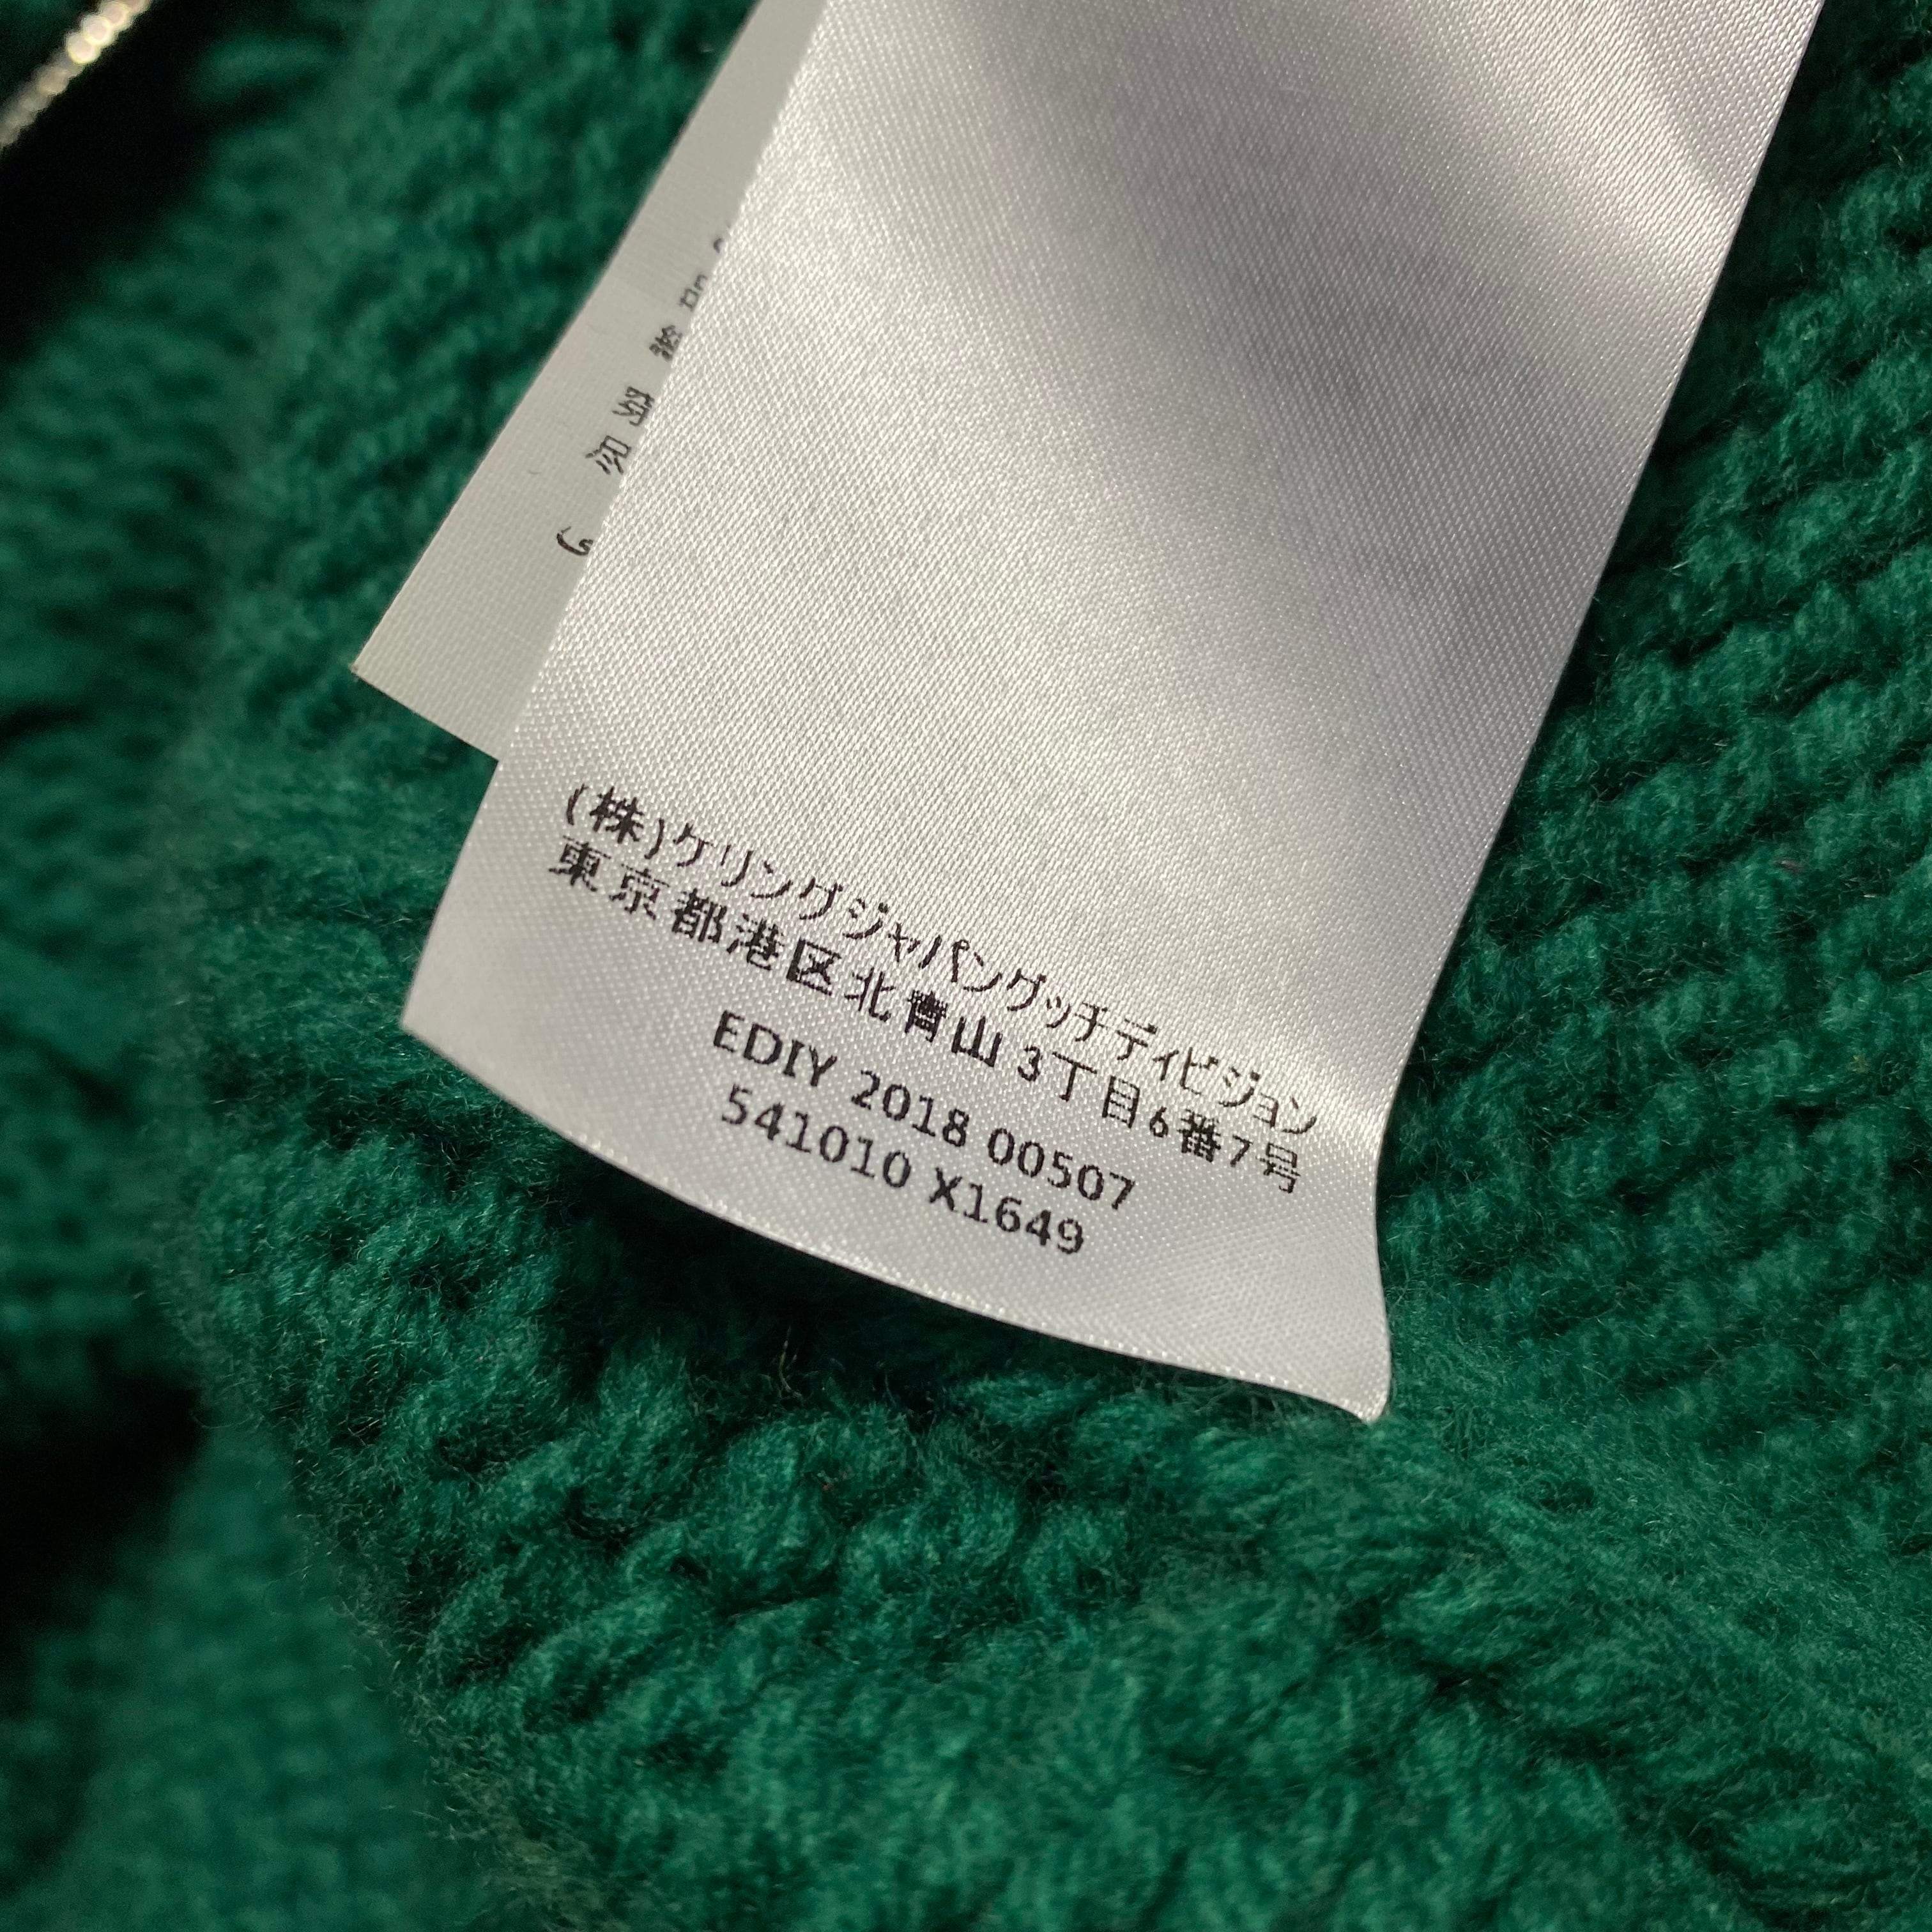 (株)ケリングジャパングッチディビジョン
東京都港区北青山3丁目6番7号
EDIY 2018 00507
541010 X1649